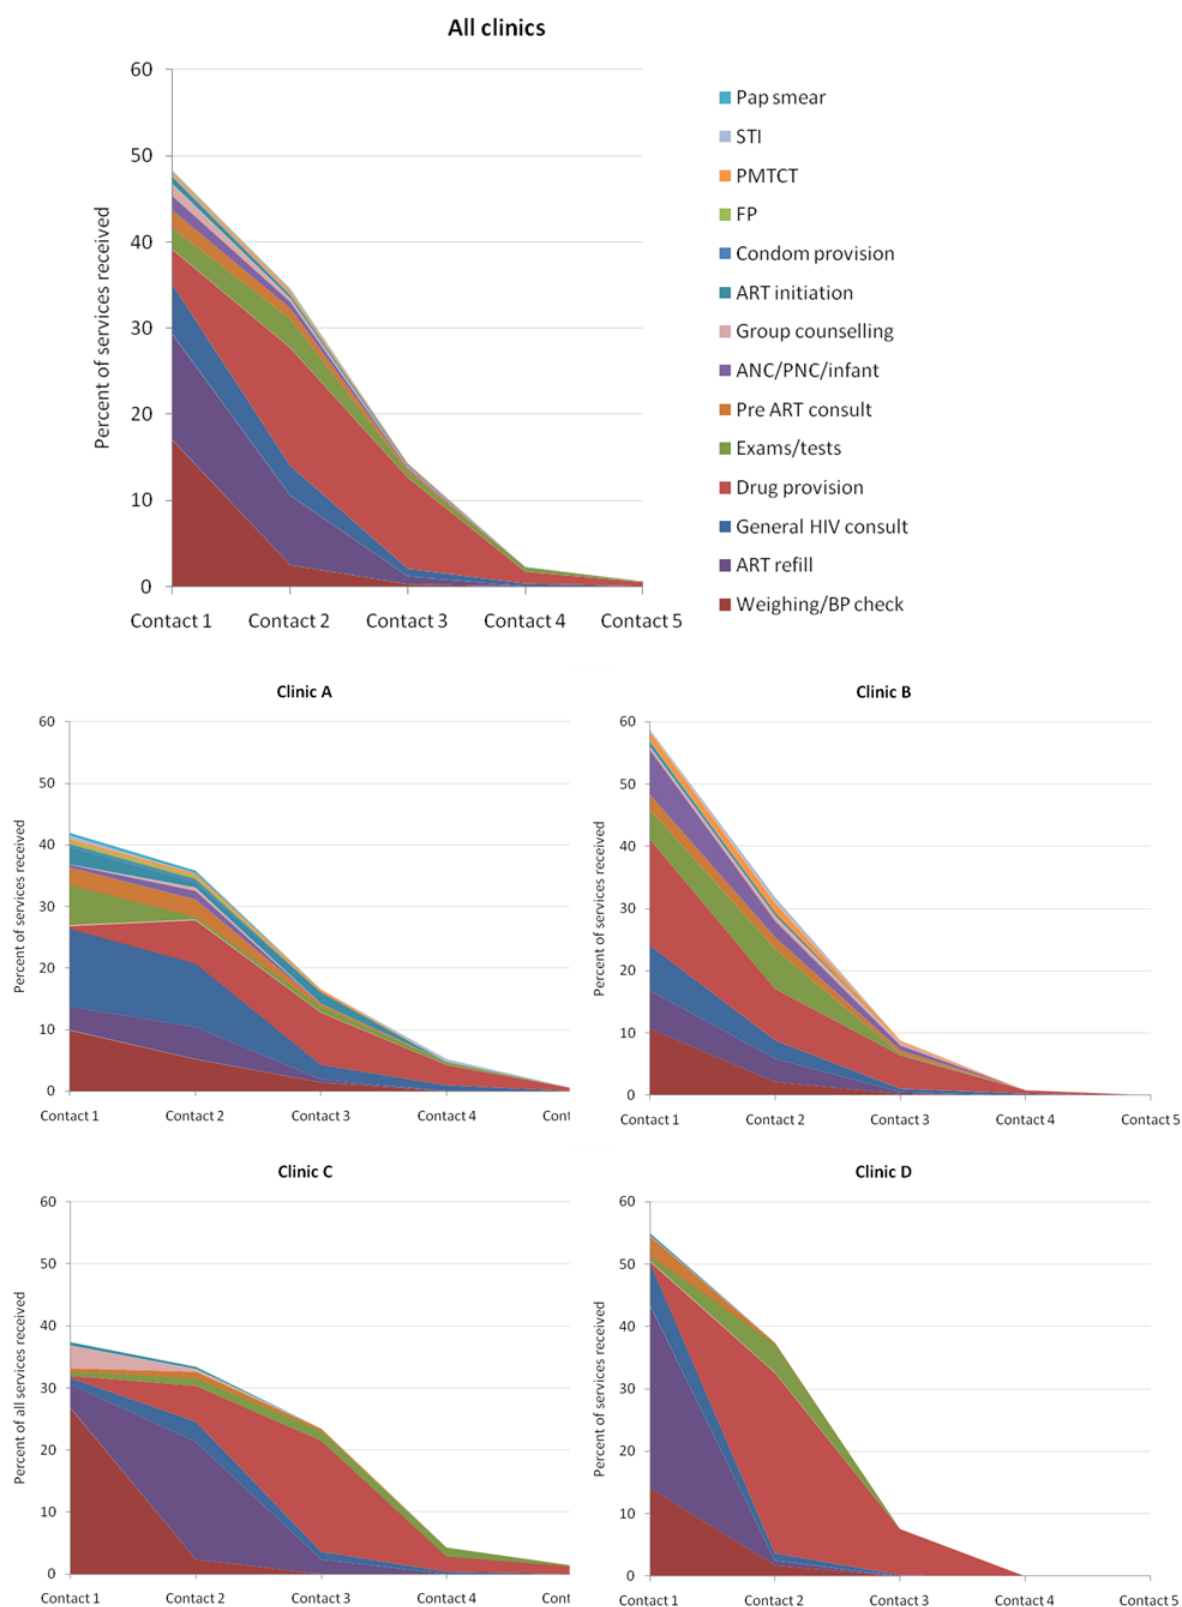 All clinics
60
50
40
30
20
10
0
Percent of services received
Contact 1 Contact 2 Contact 3 Contact 4 Contact 5
Pap smear
STI
PMTCT
FP
Condom provision
ART initiation
Group counselling
ANC/PNC/infant
Pre ART consult
Exams/tests
Drug provision
General HIV consult
ART refill
Weighing/BP check
Clinic A
60
50
40
30
20
10
0
Percent of services received
Contact 1 Contact 2 Contact 3 Contact 4 Cont
Clinic B
60
50
40
30
20
10
0
Percent of services received
Contact 1 Contact 2 Contact 3 Contact 4 Contact 5
Clinic C
60
50
40
30
20
10
0
Percent of all services received
Contact 1 Contact 2 Contact 3 Contact 4 Cont
Clinic D
60
50
40
30
20
10
0
Percent of services received
Contact 1 Contact 2 Contact 3 Contact 4 Contact 5